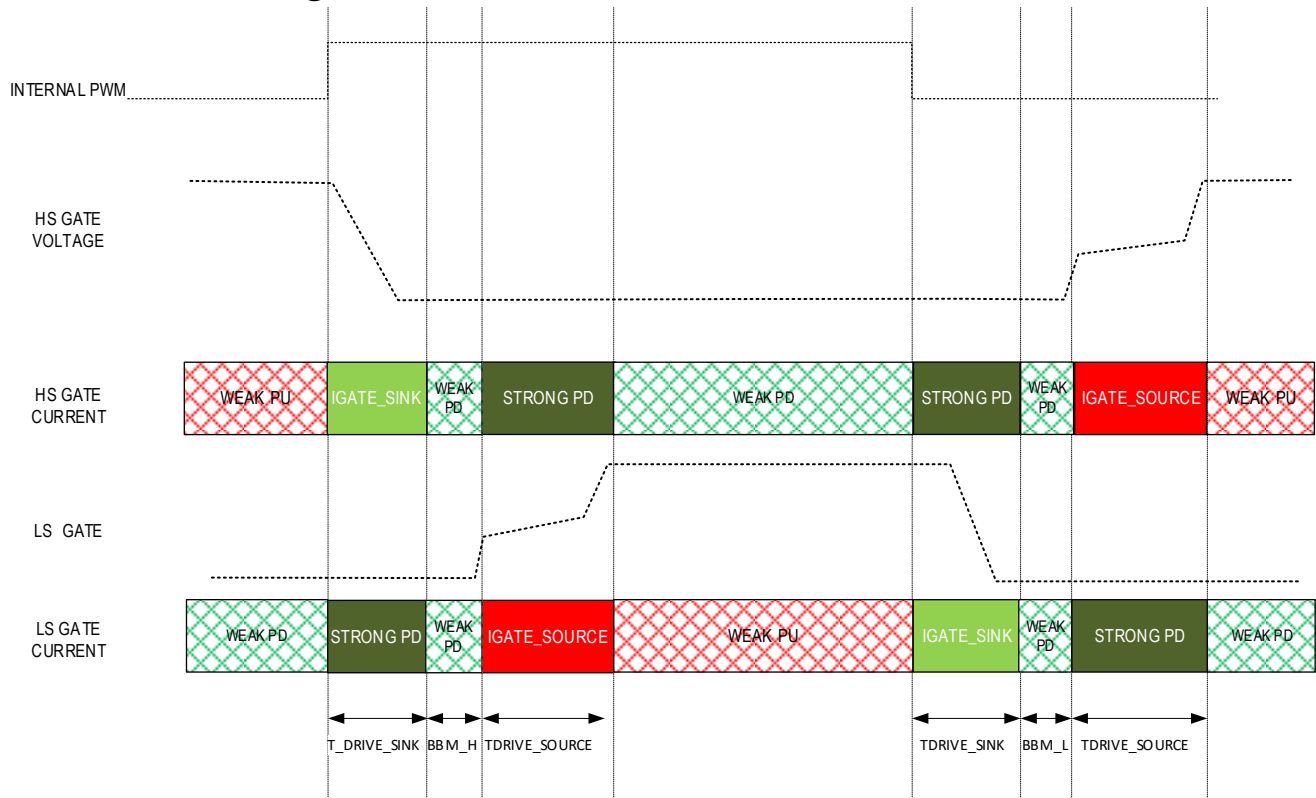 INTERNAL PWM
HS GATE
VOLTAGE
HS GATE
CURRENT
WEAK PU
IGATE_SINK
WEAK
PD
STRONG PD
WEAK PD
STRONG PD
WEAK
PD
IGATE_SOURCE
WEAK PU
LS GATE
LS GATE
CURRENT
WEAK PD
STRONG PD
WEAK
PD
IGATE_SOURCE
WEAK PU
IGATE_SINK
WEAK
PD
STRONG PD
WEAK PD
T_DRIVE_SINK
BBM_H
TDRIVE_SOURCE
TDRIVE_SINK
BBM_L
TDRIVE_SOURCE